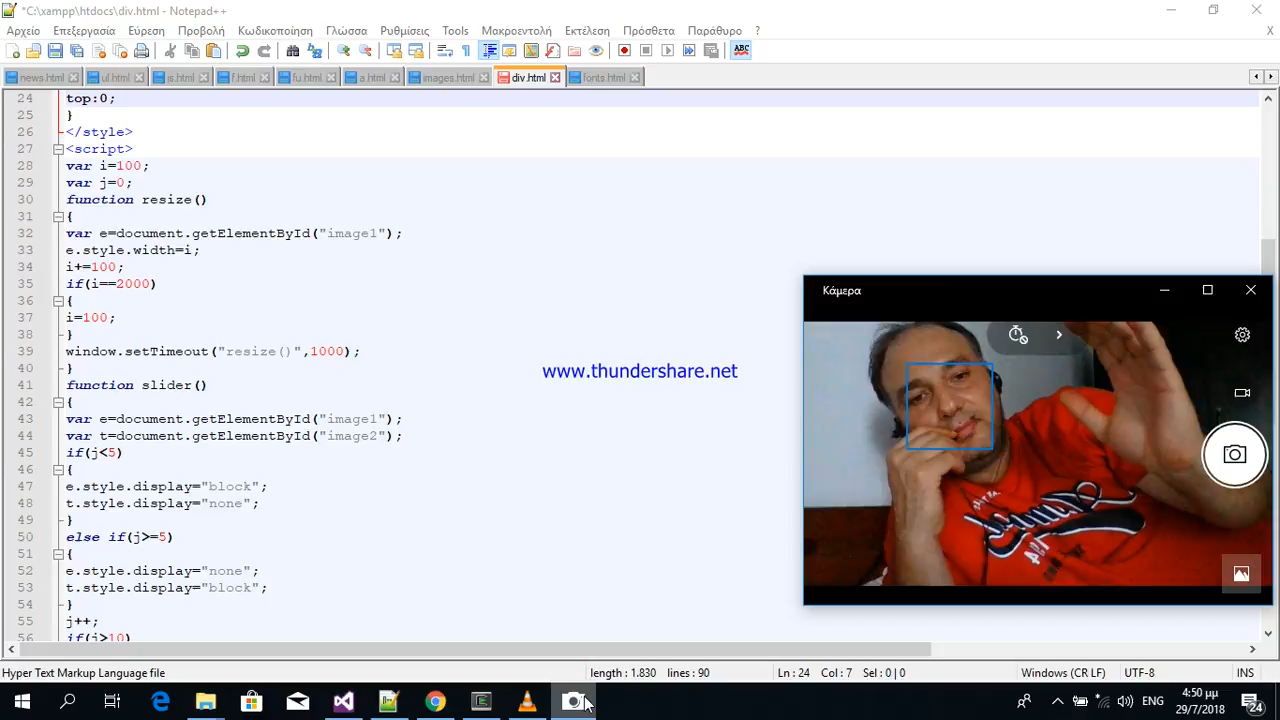 *C:\xampp\htdocs\div.html - Notepad++
Αρχείο Επεξεργασία Εύρεση Προβολή Κωδικοποίηση Γλώσσα Ρυθμίσεις Tools Μακροεντολή Εκτέλεση Πρόσθετα Παράθυρο ? X
news.html ul.html js.html f.html fu.html a.html images.html div.html fonts.html
24 top:0;
25 }
26 </style>
27 <script>
28 var i=100;
29 var j=0;
30 function resize()
31 {
32 var e=document.getElementById("image1");
33 e.style.width=i;
34 i+=100;
35 if(i==2000)
36 {
37 i=100;
38 }
39 window.setTimeout("resize()",1000);
40 }
41 function slider()
42 {
43 var e=document.getElementById("image1");
44 var t=document.getElementById("image2");
45 if(j<5)
46 {
47 e.style.display="block";
48 t.style.display="none";
49 }
50 else if(j>=5)
51 {
52 e.style.display="none";
53 t.style.display="block";
54 }
55 j++;
56 if(j>10)
Κάμερα
www.thundershare.net
Hyper Text Markup Language file length : 1.830 lines : 90 Ln : 24 Col : 7 Sel : 0 | 0 Windows (CR LF) UTF-8 INS
ENG 4:50 μμ
29/7/2018 24